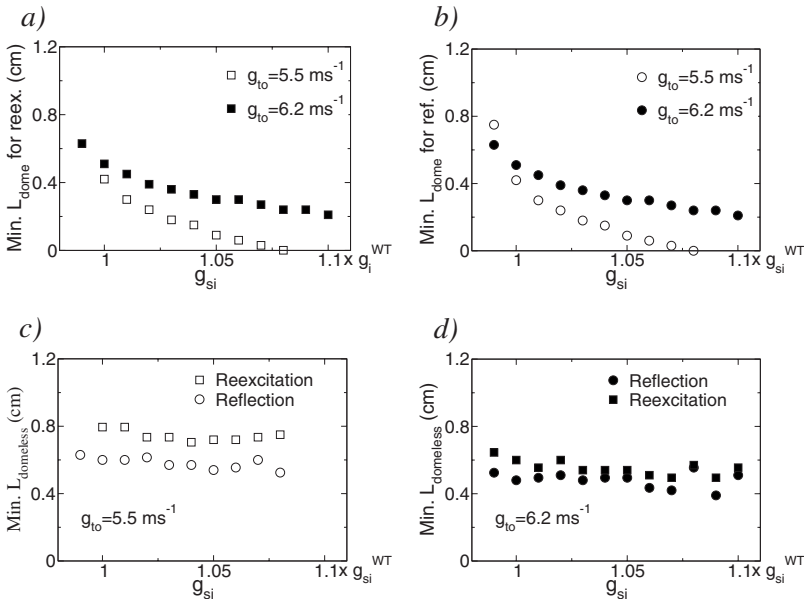 a)
Min. L_dome for reex. (cm)
1.2
0.8
0.4
0
g_to=5.5 ms^-1
g_to=6.2 ms^-1
1 1.05 1.1x g_i^WT
g_si
b)
Min. L_dome for ref. (cm)
1.2
0.8
0.4
0
g_to=5.5 ms^-1
g_to=6.2 ms^-1
1 1.05 1.1x g_si^WT
g_si
c)
Min. L_domeless (cm)
1.2
0.8
0.4
0
Reexcitation
Reflection
g_to=5.5 ms^-1
1 1.05 1.1x g_si^WT
g_si
d)
Min. L_domeless (cm)
1.2
0.8
0.4
0
Reflection
Reexcitation
g_to=6.2 ms^-1
1 1.05 1.1x g_si^WT
g_si